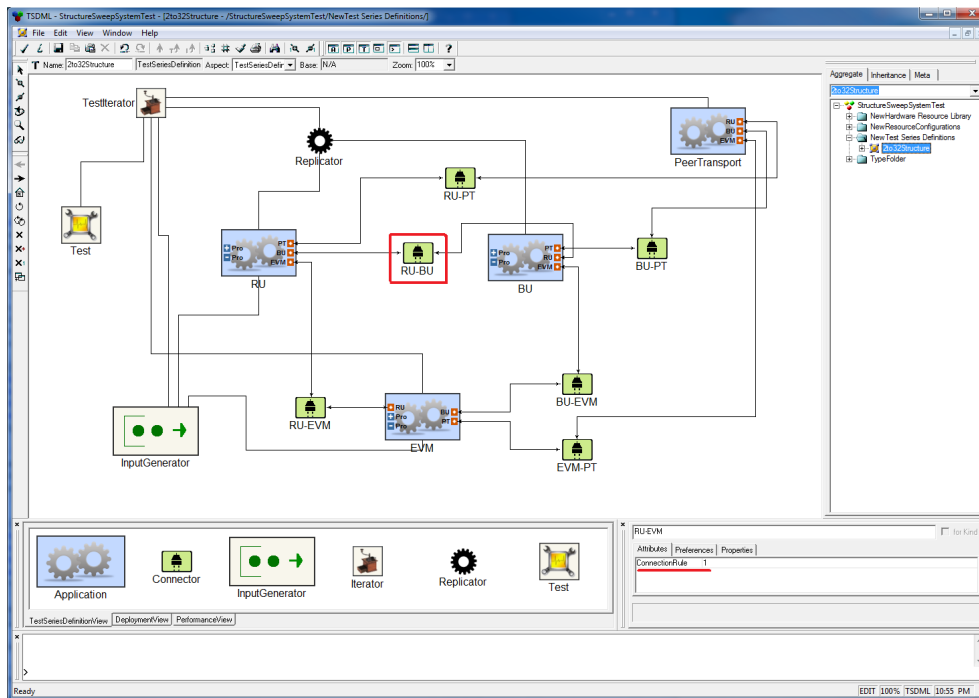 TSDML - StructureSweepSystemTest - [2to32Structure - /StructureSweepSystemTest/NewTest Series Definitions/]
File Edit View Window Help
Name: 2to32Structure TestSeriesDefinition Aspect: TestSeriesDefir Base: N/A Zoom: 100%
Aggregate Inheritance Meta
2to32Structure
StructureSweepSystemTest
NewHardware Resource Library
NewResourceConfigurations
NewTest Series Definitions
2to32Structure
TypeFolder
TestIterator
Replicator
RU
BU
EVM
PeerTransport
RU-PT
Test
Pro
Pro
PT
BU
EVM
RU
RU-BU
Pro
Pro
PT
RU
EVM
BU
BU-PT
BU-EVM
InputGenerator
RU-EVM
RU
Pro
Pro
BU
PT
EVM
EVM-PT
Application
Connector
InputGenerator
Iterator
Replicator
Test
TestSeriesDefinitionView DeploymentView PerformanceView
RU-EVM
for Kind
Attributes Preferences Properties
ConnectionRule 1
>
Ready
EDIT 100% TSDML 10:55 PM